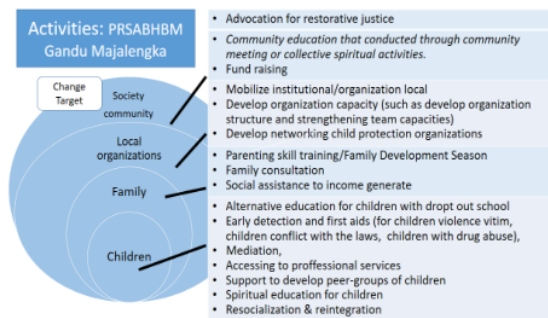 Activities: PRSABHBM
Gandu Majalengka
Change
Target
Society
community
Local
organizations
Family
Children
• Advocation for restorative justice
• Community education that conducted through community
meeting or collective spiritual activities.
• Fund raising
• Mobilize institutional/organization local
• Develop organization capacity (such as develop organization
structure and strengthening team capacities)
• Develop networking child protection organizations
• Parenting skill training/Family Development Season
• Family consultation
• Social assistance to income generate
• Alternative education for children with dropt out school
• Early detection and first aids (for children violence vitim,
children conflict with the laws, children with drug abuse),
• Mediation,
• Accessing to proffessional services
• Support to develop peer-groups of children
• Spiritual education for children
• Resocialization & reintegration